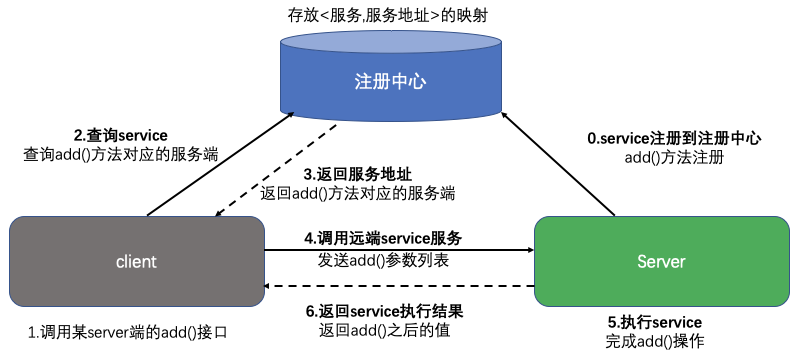 存放<服务,服务地址>的映射
注册中心
2.查询service
查询add()方法对应的服务端
0.service注册到注册中心
add()方法注册
3.返回服务地址
返回add()方法对应的服务端
client
4.调用远端service服务
发送add()参数列表
Server
1.调用某server端的add()接口
6.返回service执行结果
返回add()之后的值
5.执行service
完成add()操作